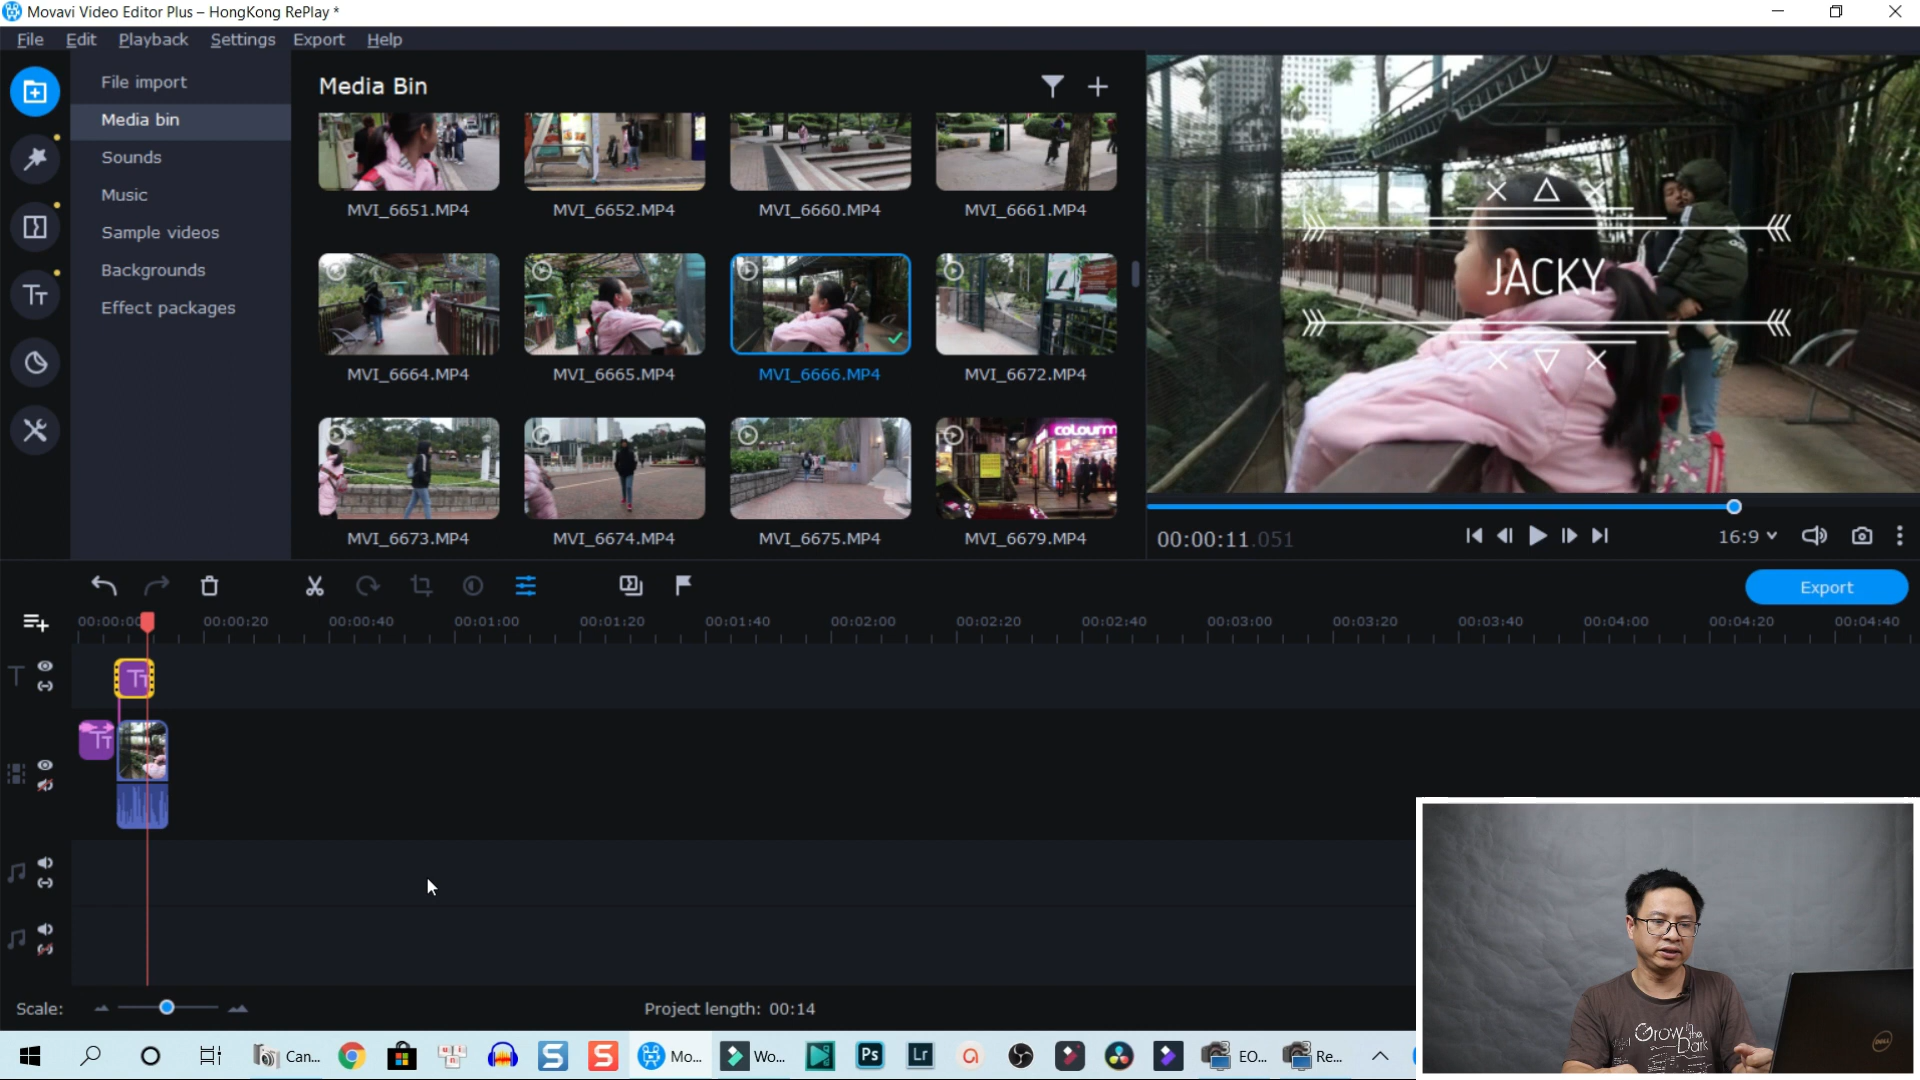 Movavi Video Editor Plus – HongKong RePlay *
File Edit Playback Settings Export Help
File import
Media bin
Sounds
Music
Sample videos
Backgrounds
Effect packages
Media Bin
MVI_6651.MP4 MVI_6652.MP4 MVI_6660.MP4 MVI_6661.MP4
MVI_6664.MP4 MVI_6665.MP4 MVI_6666.MP4 MVI_6672.MP4
colourm
MVI_6673.MP4 MVI_6674.MP4 MVI_6675.MP4 MVI_6679.MP4
JACKY
00:00:11.051
16:9
Export
00:00:00 00:00:20 00:00:40 00:01:00 00:01:20 00:01:40 00:02:00 00:02:20 00:02:40 00:03:00 00:03:20 00:03:40 00:04:00 00:04:20 00:04:40
Scale:
Project length: 00:14
Can... Mo... Wo... Ps Lr EO... Re...
Grow in the
Dark
DELL